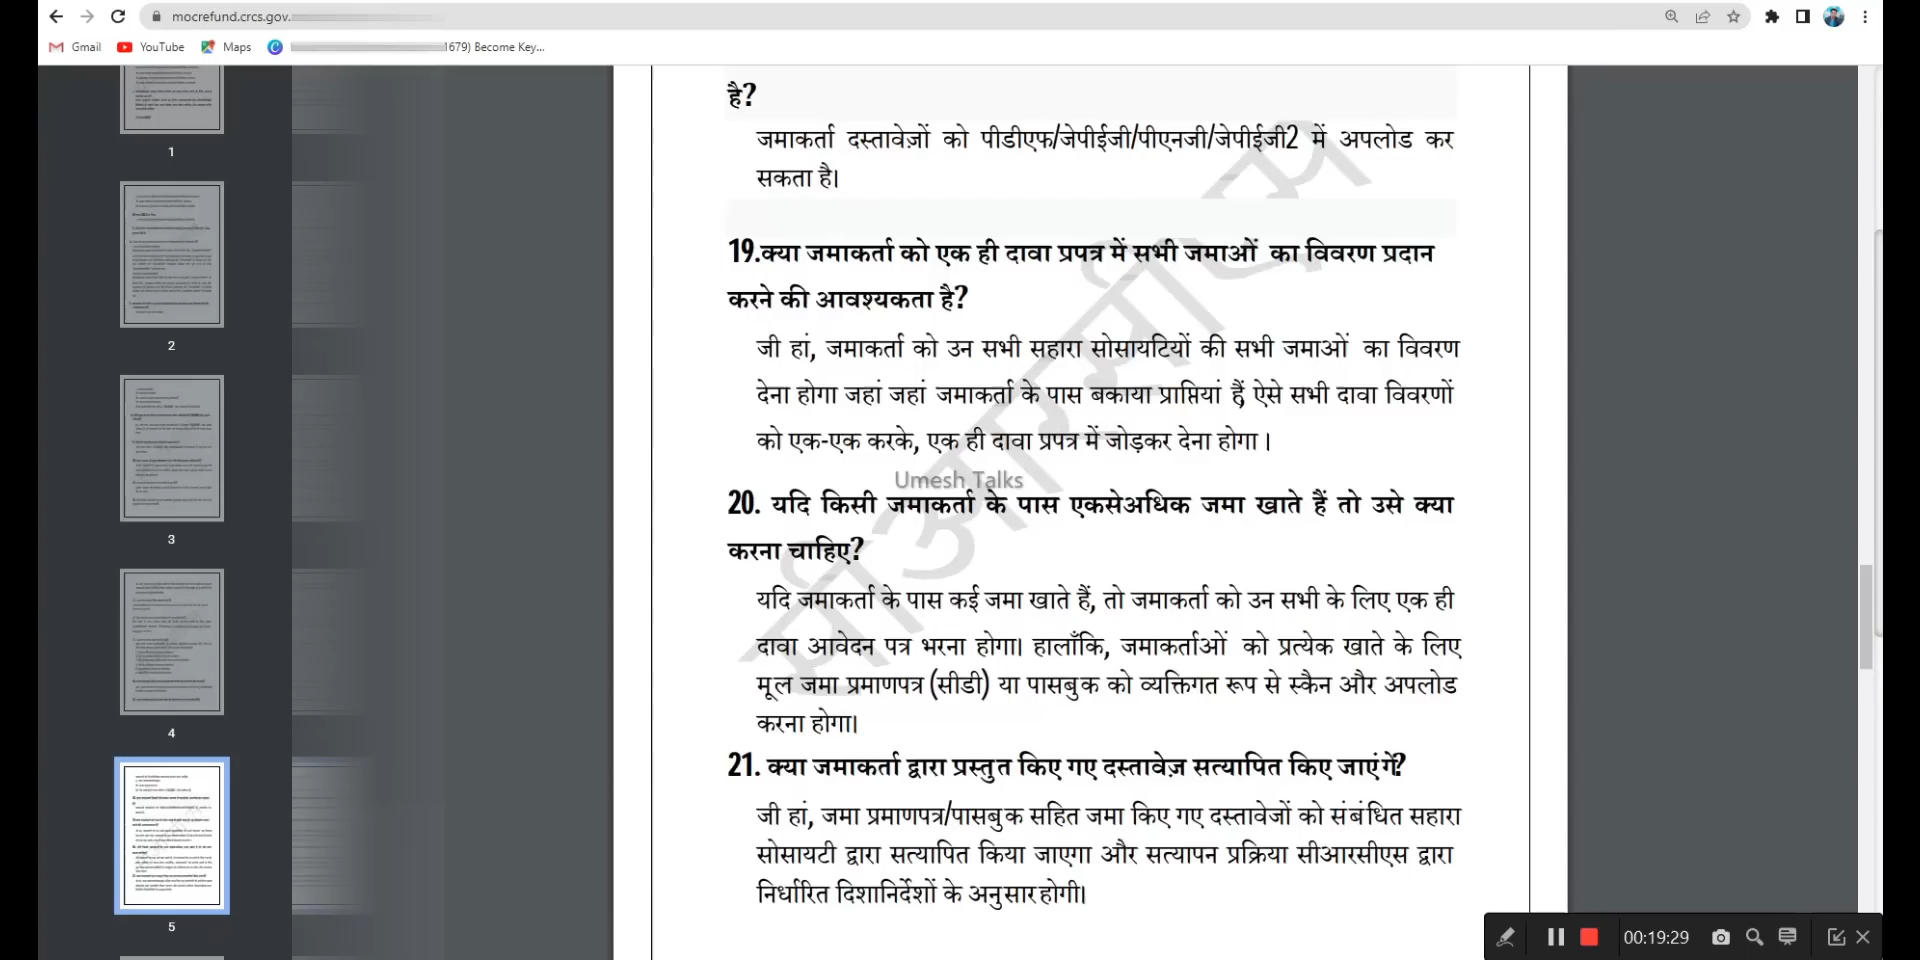 mocrefund.crcs.gov.
Gmail
YouTube
Maps
1679) Become Key...
1
2
3
4
5
है?
जमाकर्ता दस्तावेज़ों को पीडीएफ/जेपीईजी/पीएनजी/जेपीईजी2 में अपलोड कर
सकता है।
19.क्या जमाकर्ता को एक ही दावा प्रपत्र में सभी जमाओं का विवरण प्रदान
करने की आवश्यकता है?
जी हां, जमाकर्ता को उन सभी सहारा सोसायटियों की सभी जमाओं का विवरण
देना होगा जहां जहां जमाकर्ता के पास बकाया प्राप्तियां हैं, ऐसे सभी दावा विवरणों
को एक-एक करके, एक ही दावा प्रपत्र में जोड़कर देना होगा ।
Umesh Talks
20. यदि किसी जमाकर्ता के पास एकसेअधिक जमा खाते हैं तो उसे क्या
करना चाहिए?
यदि जमाकर्ता के पास कई जमा खाते हैं, तो जमाकर्ता को उन सभी के लिए एक ही
दावा आवेदन पत्र भरना होगा। हालाँकि, जमाकर्ताओं को प्रत्येक खाते के लिए
मूल जमा प्रमाणपत्र (सीडी) या पासबुक को व्यक्तिगत रूप से स्कैन और अपलोड
करना होगा।
21. क्या जमाकर्ता द्वारा प्रस्तुत किए गए दस्तावेज़ सत्यापित किए जाएंगे?
जी हां, जमा प्रमाणपत्र/पासबुक सहित जमा किए गए दस्तावेजों को संबंधित सहारा
सोसायटी द्वारा सत्यापित किया जाएगा और सत्यापन प्रक्रिया सीआरसीएस द्वारा
निर्धारित दिशानिर्देशों के अनुसार होगी।
00:19:29